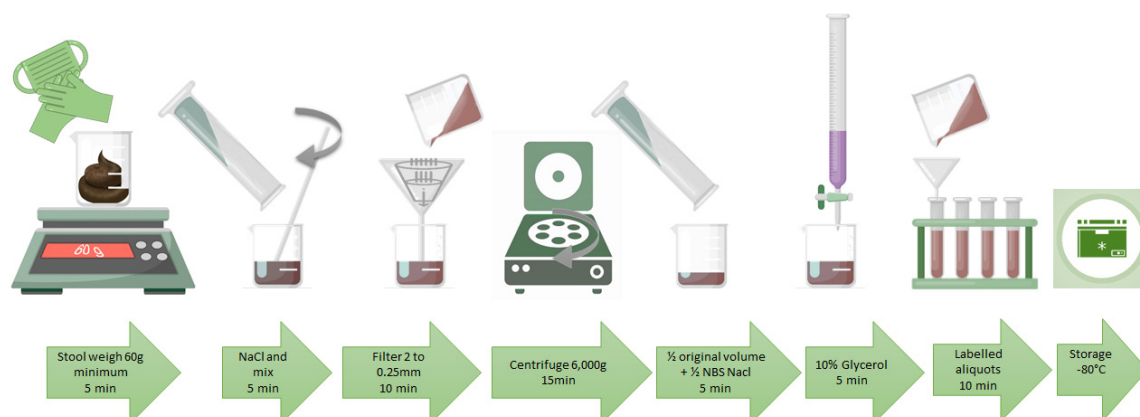 60 g
Stool weigh 60g
minimum
5 min
NaCl and
mix
5 min
Filter 2 to
0.25mm
10 min
Centrifuge 6,000g
15min
½ original volume
+ ½ NBS Nacl
5 min
10% Glycerol
5 min
Labelled
aliquots
10 min
Storage
-80°C